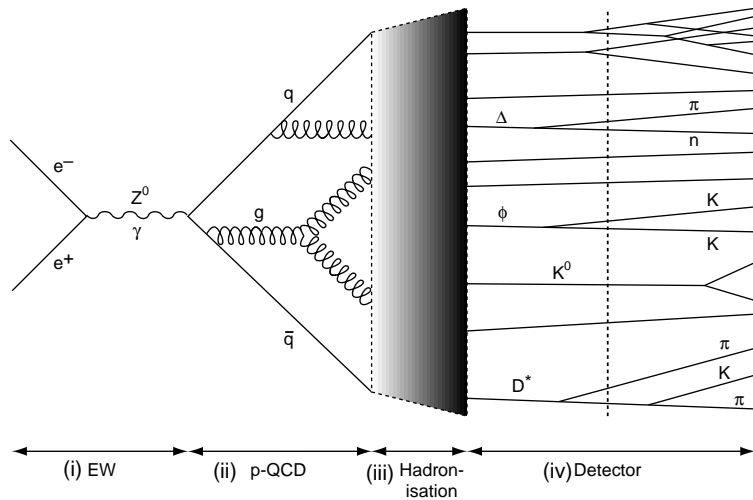 q
π
Δ
n
e–
Z0
g
K
ϕ
γ
K
e+
K0
q̄
π
K
D*
π
(i) EW
(ii) p-QCD
(iii) Hadron-
isation
(iv) Detector